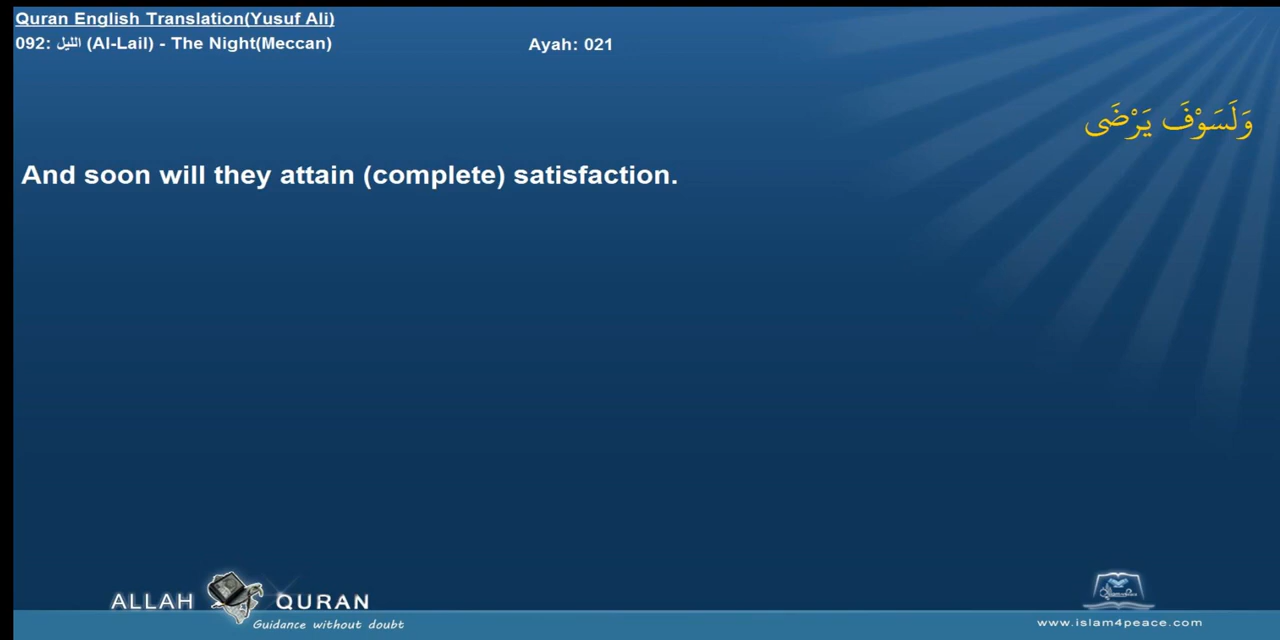 Quran English Translation(Yusuf Ali)
092: الليل (Al-Lail) - The Night(Meccan)
Ayah: 021
وَلَسَوْفَ يَرْضَى
And soon will they attain (complete) satisfaction.
ALLAH QURAN
Guidance without doubt
www.islam4peace.com